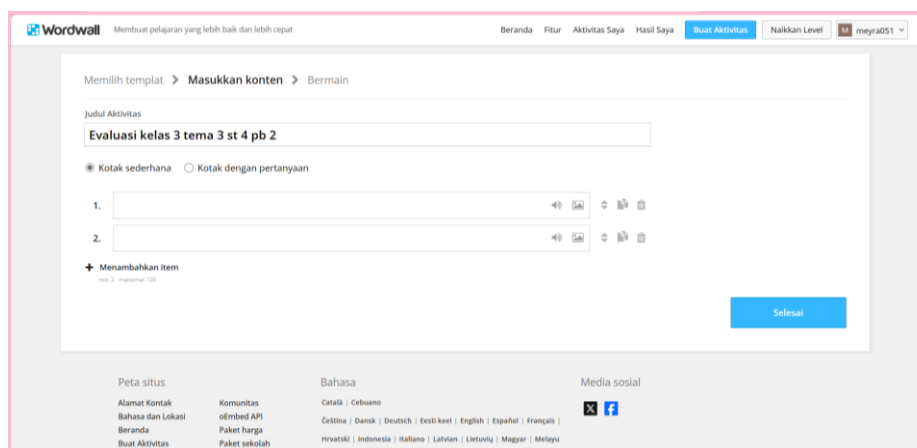 Wordwall Membuat pelajaran yang lebih baik dan lebih cepat Beranda Fitur Aktivitas Saya Hasil Saya Buat Aktivitas Naikkan Level M meyra051
Memilih templat > Masukkan konten > Bermain
Judul Aktivitas
Evaluasi kelas 3 tema 3 st 4 pb 2
Kotak sederhana Kotak dengan pertanyaan
1.
2.
+ Menambahkan item
min 2 maksimal 100
Selesai
Peta situs Bahasa Media sosial
Alamat Kontak Komunitas Català | Cebuano
Bahasa dan Lokasi oEmbed API Čeština | Dansk | Deutsch | Eesti keel | English | Español | Français |
Beranda Paket harga
Buat Aktivitas Paket sekolah Hrvatski | Indonesia | Italiano | Latvian | Lietuvių | Magyar | Melayu